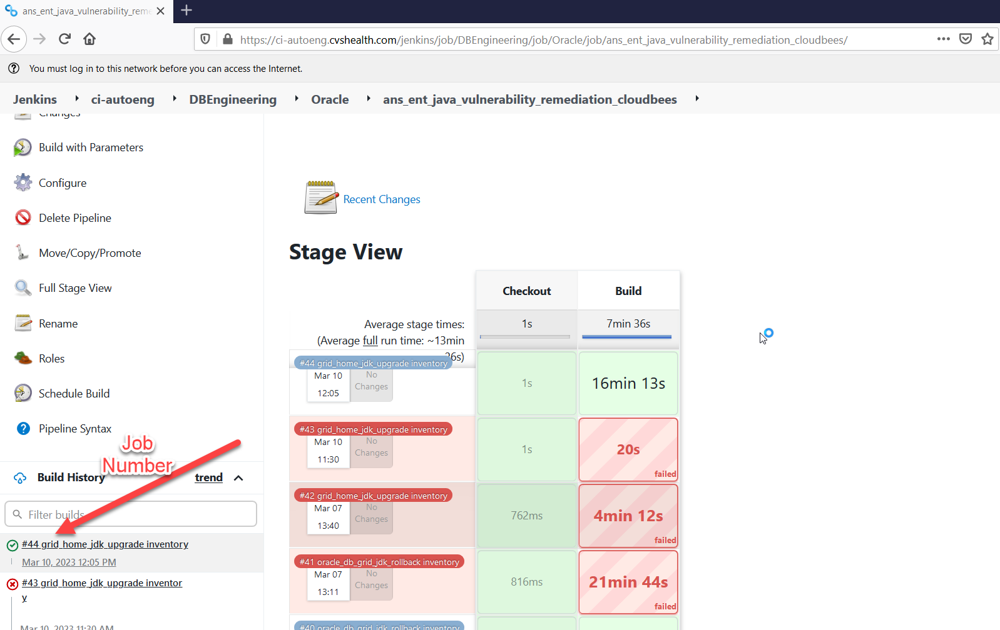 ans_ent_java_vulnerability_reme
https://ci-autoeng.cvshealth.com/jenkins/job/DBEngineering/job/Oracle/job/ans_ent_java_vulnerability_remediation_cloudbees/
You must log in to this network before you can access the Internet.
Jenkins ci-autoeng DBEngineering Oracle ans_ent_java_vulnerability_remediation_cloudbees
Changes
Build with Parameters
Configure
Delete Pipeline
Move/Copy/Promote
Full Stage View
Rename
Roles
Schedule Build
Pipeline Syntax
Job
Number
Build History trend
Filter builds
#44 grid_home_jdk_upgrade inventory
Mar 10, 2023 12:05 PM
#43 grid_home_jdk_upgrade inventor
y
Mar 10, 2023 11:30 AM
Recent Changes
Stage View
Checkout Build
Average stage times: 1s 7min 36s
(Average full run time: ~13min
26s)
#44 grid_home_jdk_upgrade inventory
Mar 10 No
Changes
12:05
1s 16min 13s
#43 grid_home_jdk_upgrade inventory
Mar 10 No
Changes
11:30
1s 20s
failed
#42 grid_home_jdk_upgrade inventory
Mar 07 No
Changes
13:40
762ms 4min 12s
failed
#41 oracle_db_grid_jdk_rollback inventory
Mar 07 No
Changes
13:11
816ms 21min 44s
failed
#40 oracle_db_grid_jdk_rollback inventory